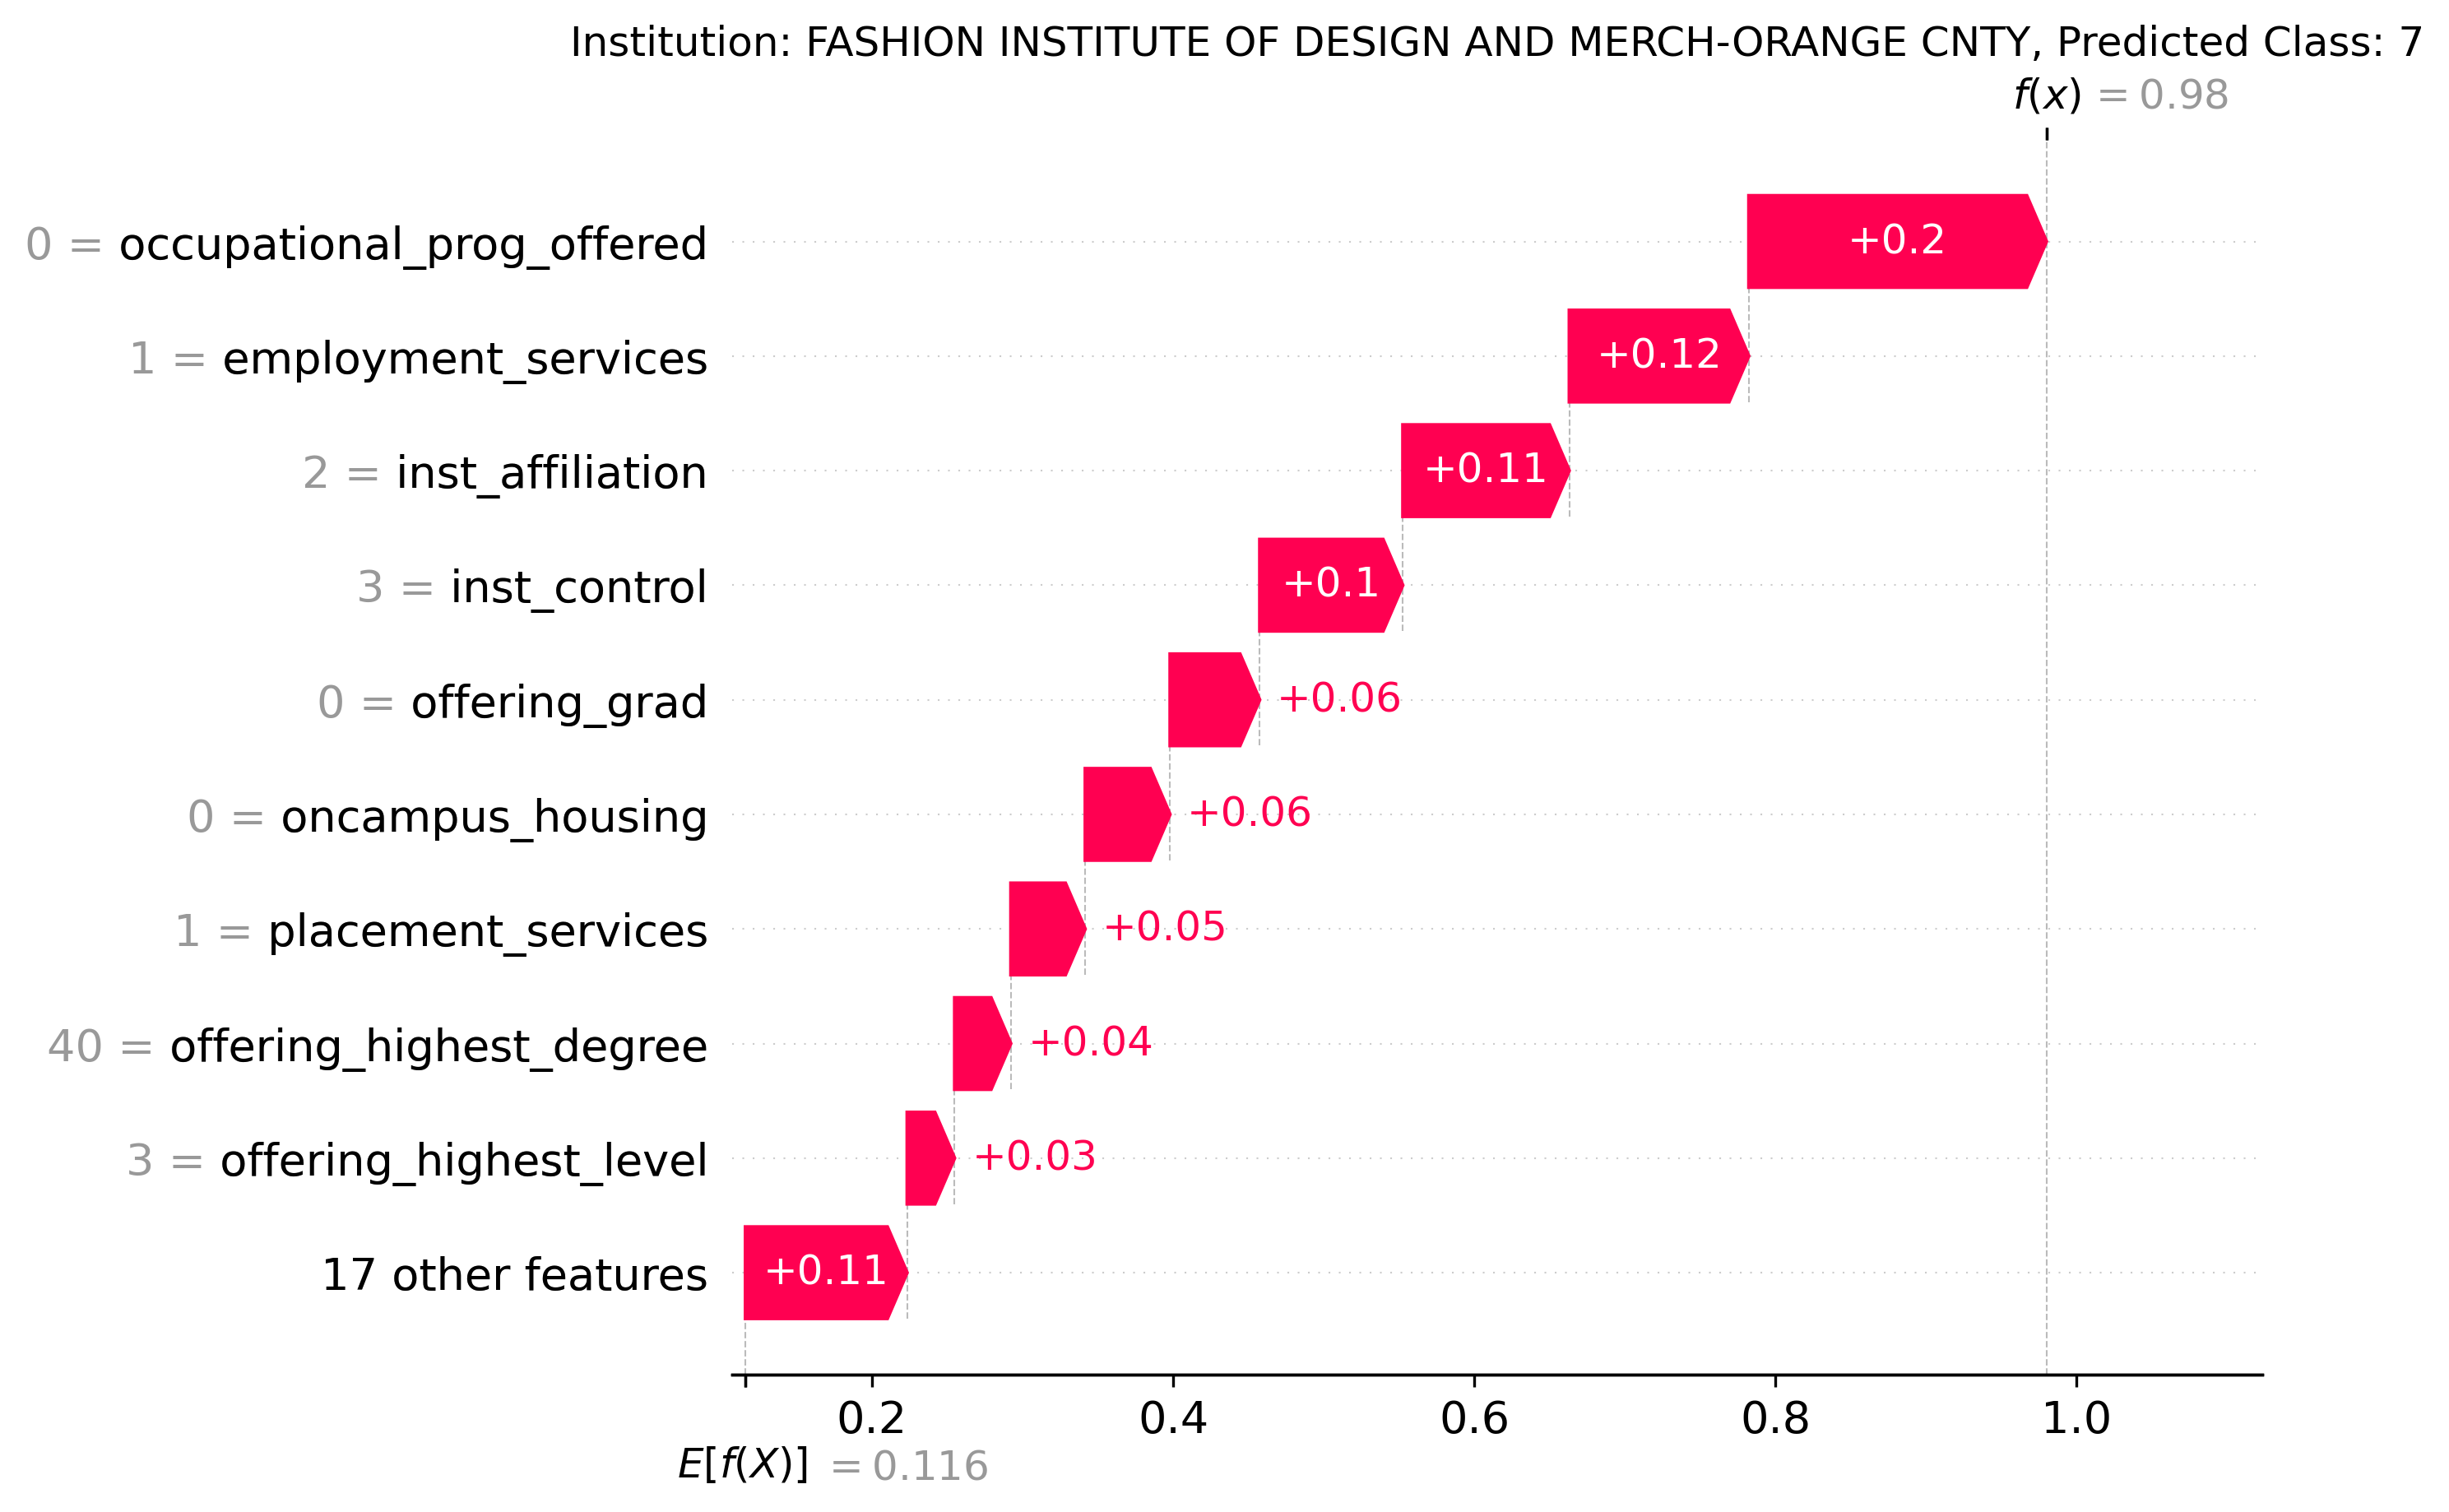 Institution: FASHION INSTITUTE OF DESIGN AND MERCH-ORANGE CNTY, Predicted Class: 7
f(x) = 0.98
0 = occupational_prog_offered +0.2
1 = employment_services +0.12
2 = inst_affiliation +0.11
3 = inst_control +0.1
0 = offering_grad +0.06
0 = oncampus_housing +0.06
1 = placement_services +0.05
40 = offering_highest_degree +0.04
3 = offering_highest_level +0.03
17 other features +0.11
0.2 0.4 0.6 0.8 1.0
E[f(X)] = 0.116